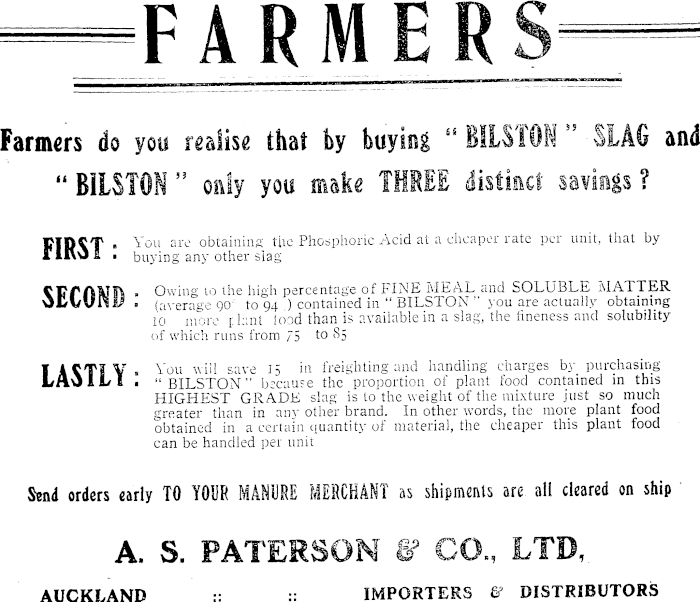 FARMERS
Farmers do you realise that by buying "BILSTON" SLAG and
"BILSTON" only you make THREE distinct savings?
FIRST: You are obtaining the Phosphoric Acid at a cheaper rate per unit, that by
buying any other slag
SECOND: Owing to the high percentage of FINE MEAL and SOLUBLE MATTER
(average 90 to 94 ) contained in "BILSTON" you are actually obtaining
10 more plant food than is available in a slag, the fineness and solubility
of which runs from 75 to 85
LASTLY: You will save 15 in freighting and handling charges by purchasing
"BILSTON" because the proportion of plant food contained in this
HIGHEST GRADE slag is to the weight of the mixture just so much
greater than in any other brand. In other words, the more plant food
obtained in a certain quantity of material, the cheaper this plant food
can be handled per unit
Send orders early TO YOUR MANURE MERCHANT as shipments are all cleared on ship
A. S. PATERSON & CO., LTD,
AUCKLAND :: :: IMPORTERS & DISTRIBUTORS